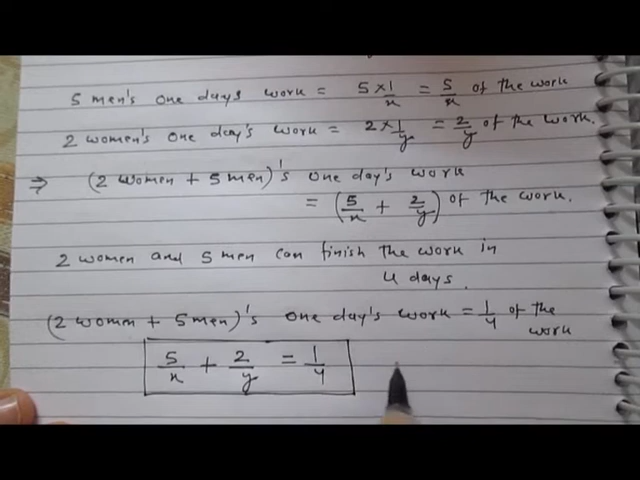 5 men's one days work = 5 × 1/x = 5/x of the work
2 women's one day's work = 2 × 1/y = 2/y of the work.
⇒ (2 women + 5 men)'s one day's work
= (5/x + 2/y) of the work.
2 women and 5 men can finish the work in
4 days.
(2 women + 5 men)'s one day's work = 1/4 of the
work
5/x + 2/y = 1/4